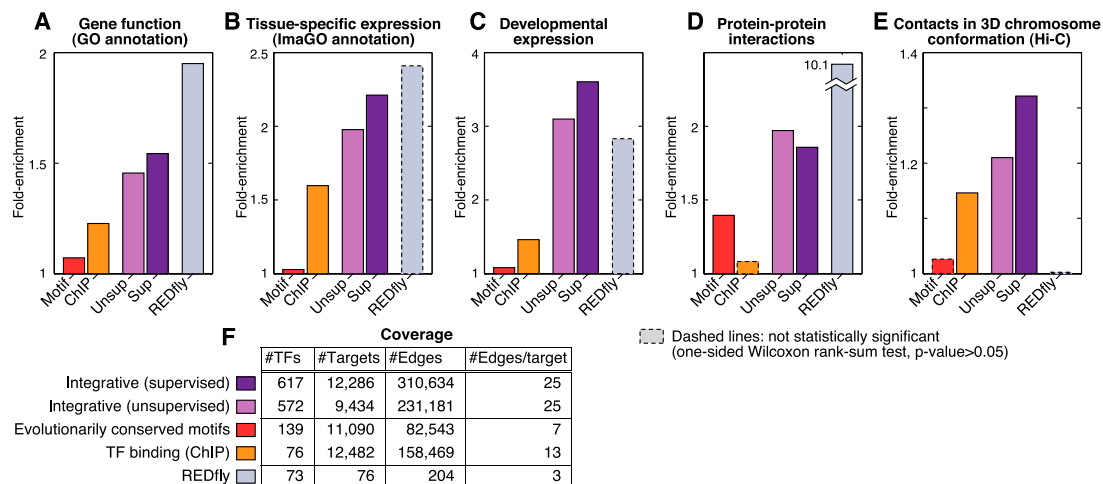 A Gene function
(GO annotation)
Fold-enrichment
2
1.5
1
Motif
ChIP
Unsup
Sup
REDfly
B Tissue-specific expression
(ImaGO annotation)
Fold-enrichment
2.5
2
1.5
1
Motif
ChIP
Unsup
Sup
REDfly
C Developmental
expression
Fold-enrichment
4
3
2
1
Motif
ChIP
Unsup
Sup
REDfly
D Protein-protein
interactions
Fold-enrichment
10.1
2
1.5
1
Motif
ChIP
Unsup
Sup
REDfly
E Contacts in 3D chromosome
conformation (Hi-C)
Fold-enrichment
1.4
1.2
1
Motif
ChIP
Unsup
Sup
REDfly
Dashed lines: not statistically significant
(one-sided Wilcoxon rank-sum test, p-value>0.05)
F Coverage
#TFs #Targets #Edges #Edges/target
Integrative (supervised) 617 12,286 310,634 25
Integrative (unsupervised) 572 9,434 231,181 25
Evolutionarily conserved motifs 139 11,090 82,543 7
TF binding (ChIP) 76 12,482 158,469 13
REDfly 73 76 204 3